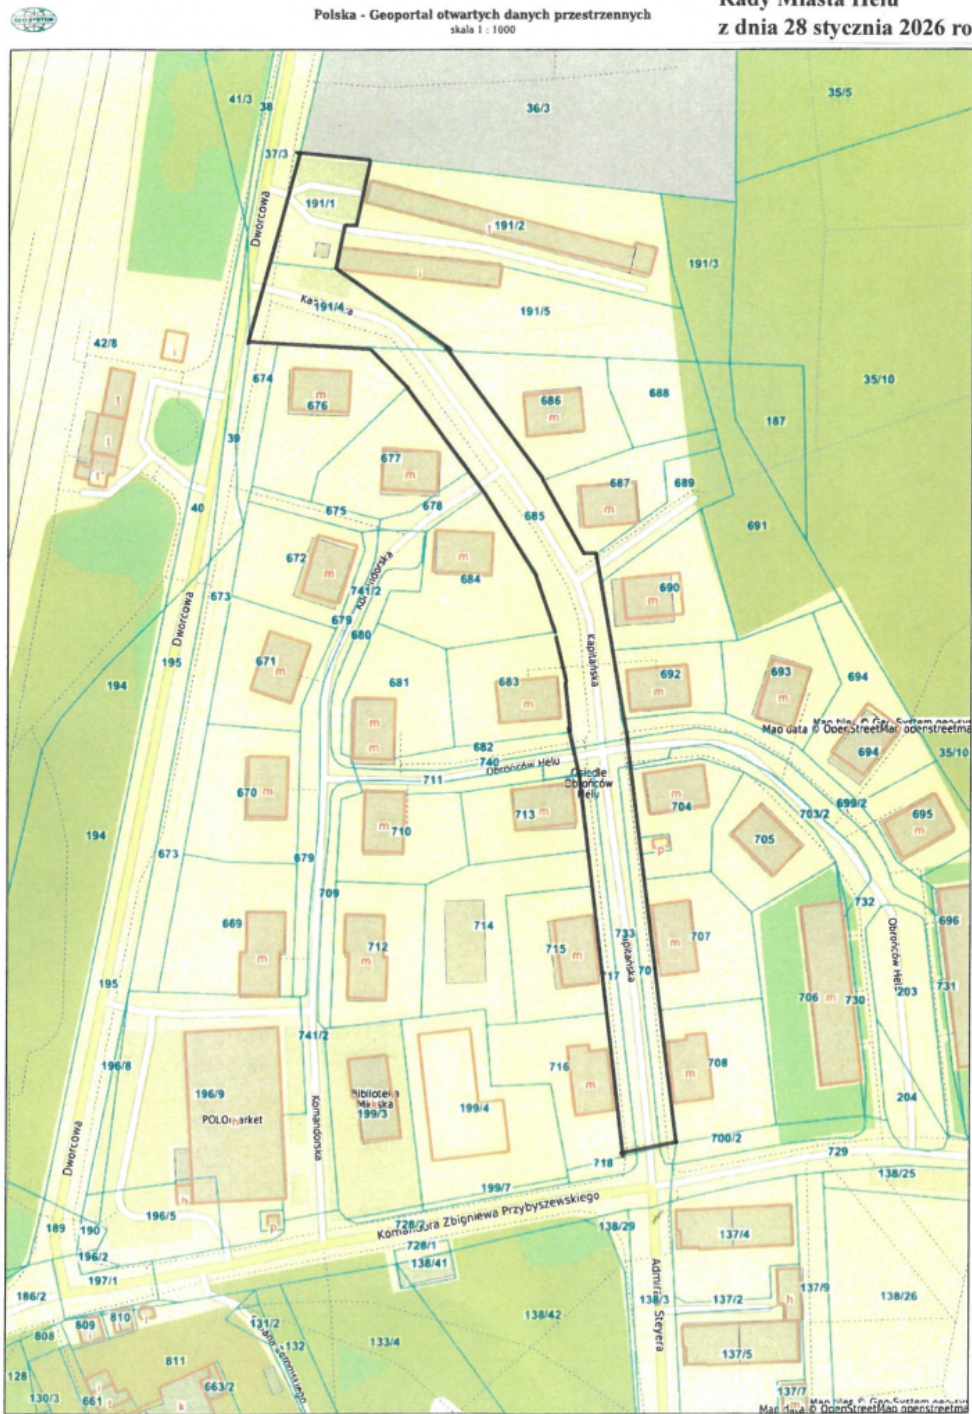 Rady Miasta Helu
GEO-SYSTEM
Polska - Geoportal otwartych danych przestrzennych
skala 1 : 1000
z dnia 28 stycznia 2026 ro
41/3
38
36/3
35/5
37/3
191/1
Dworcowa
191/2
i
191/3
i
191/4
191/5
42/8
i
674
35/10
t
m
676
686
m
688
187
t
39
677
m
687
m
689
t
40
675
678
685
691
672
m
m
684
741/2
673
679
680
690
m
Dworcowa
195
671
m
Kapitańska
194
681
683
m
692
m
693
m
694
m
m
682
740
Obrońców Helu
711
Map data © OpenStreetMap openstreetma
694
35/10
670
m
Osiedle
Obrońców
Helu
m
704
699/2
m
710
713
m
703/2
695
m
194
705
p
673
679
709
669
m
712
m
714
715
m
733
717
70
m
707
732
696
Obrońców Helu
195
706
m
730
203
731
741/2
196/8
716
m
m
708
196/9
POLOmarket
h
Biblioteka
Miejska
199/3
199/4
204
Komandorska
Dworcowa
700/2
718
729
138/25
h
199/7
196/5
p
Komandora Zbigniewa Przybyszewskiego
189
190
728/1
138/29
137/4
196/2
138/41
Admirała Steyera
197/1
186/2
138/3
137/2
137/9
h
138/26
809
i
810
i
131/2
138/42
808
132
133/4
137/5
128
811
130/3
661
t
663/2
k
137/7
m
Map data © OpenStreetMap openstreetma